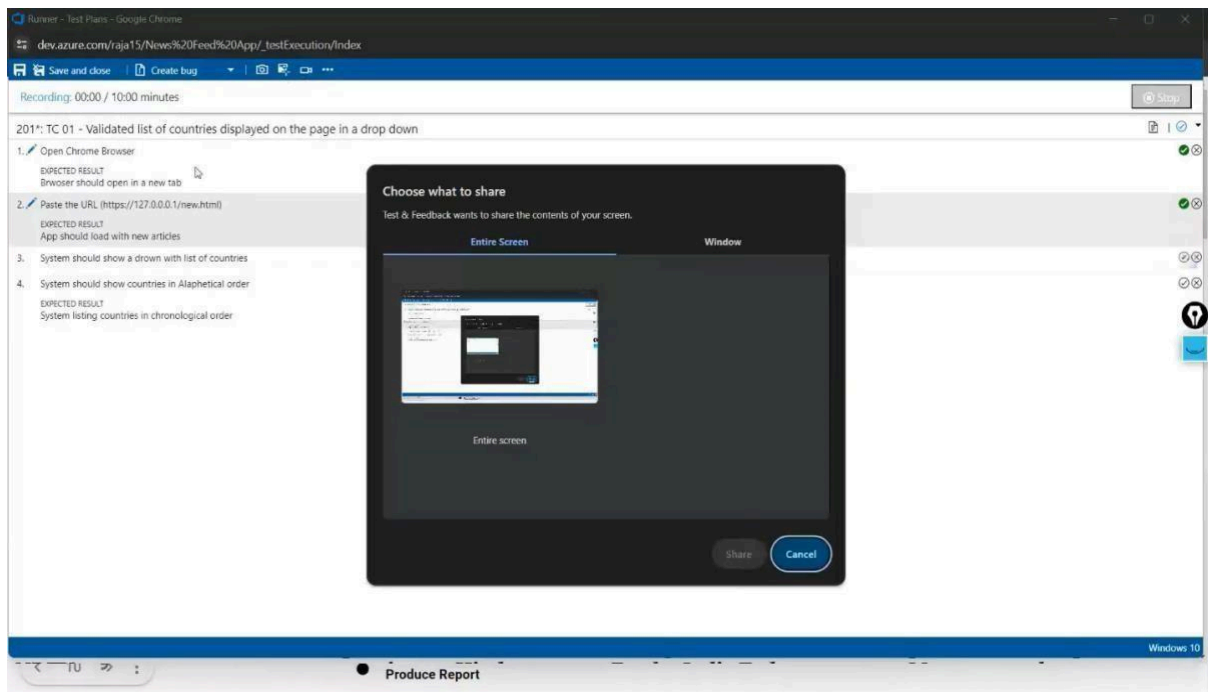 Runner - Test Plans - Google Chrome
dev.azure.com/raja15/News%20Feed%20App/_testExecution/Index
Save and close Create bug
Recording: 00:00 / 10:00 minutes
Stop
201*: TC 01 - Validated list of countries displayed on the page in a drop down
1. Open Chrome Browser
EXPECTED RESULT
Brwoser should open in a new tab
2. Paste the URL (https://127.0.0.0.1/new.html)
EXPECTED RESULT
App should load with new articles
3. System should show a drown with list of countries
4. System should show countries in Alaphetical order
EXPECTED RESULT
System listing countries in chronological order
Choose what to share
Test & Feedback wants to share the contents of your screen.
Entire Screen Window
Entire screen
Share Cancel
Windows 10
Produce Report